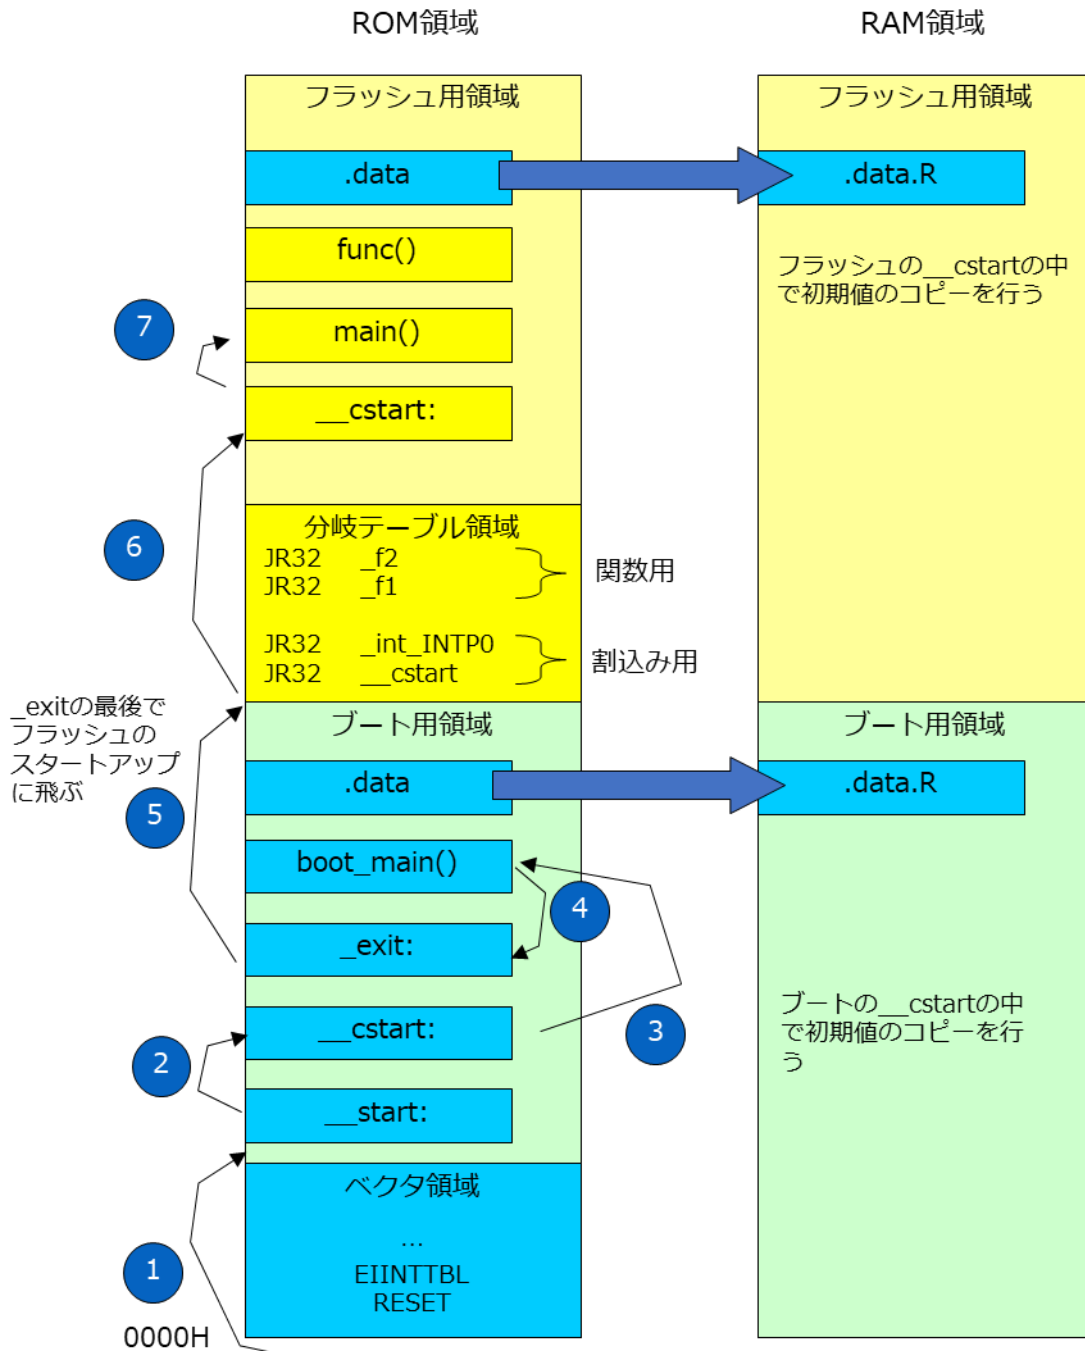 ROM領域
RAM領域
フラッシュ用領域
フラッシュ用領域
.data
.data.R
func()
フラッシュの__cstartの中
で初期値のコピーを行う
7
main()
__cstart:
分岐テーブル領域
6
JR32 _f2
JR32 _f1
関数用
JR32 _int_INTP0
JR32 __cstart
割込み用
_exitの最後で
フラッシュの
スタートアップ
に飛ぶ
ブート用領域
ブート用領域
.data
.data.R
5
boot_main()
4
_exit:
ブートの__cstartの中
で初期値のコピーを行
う
__cstart:
3
2
__start:
ベクタ領域
...
1
EIINTTBL
RESET
0000H